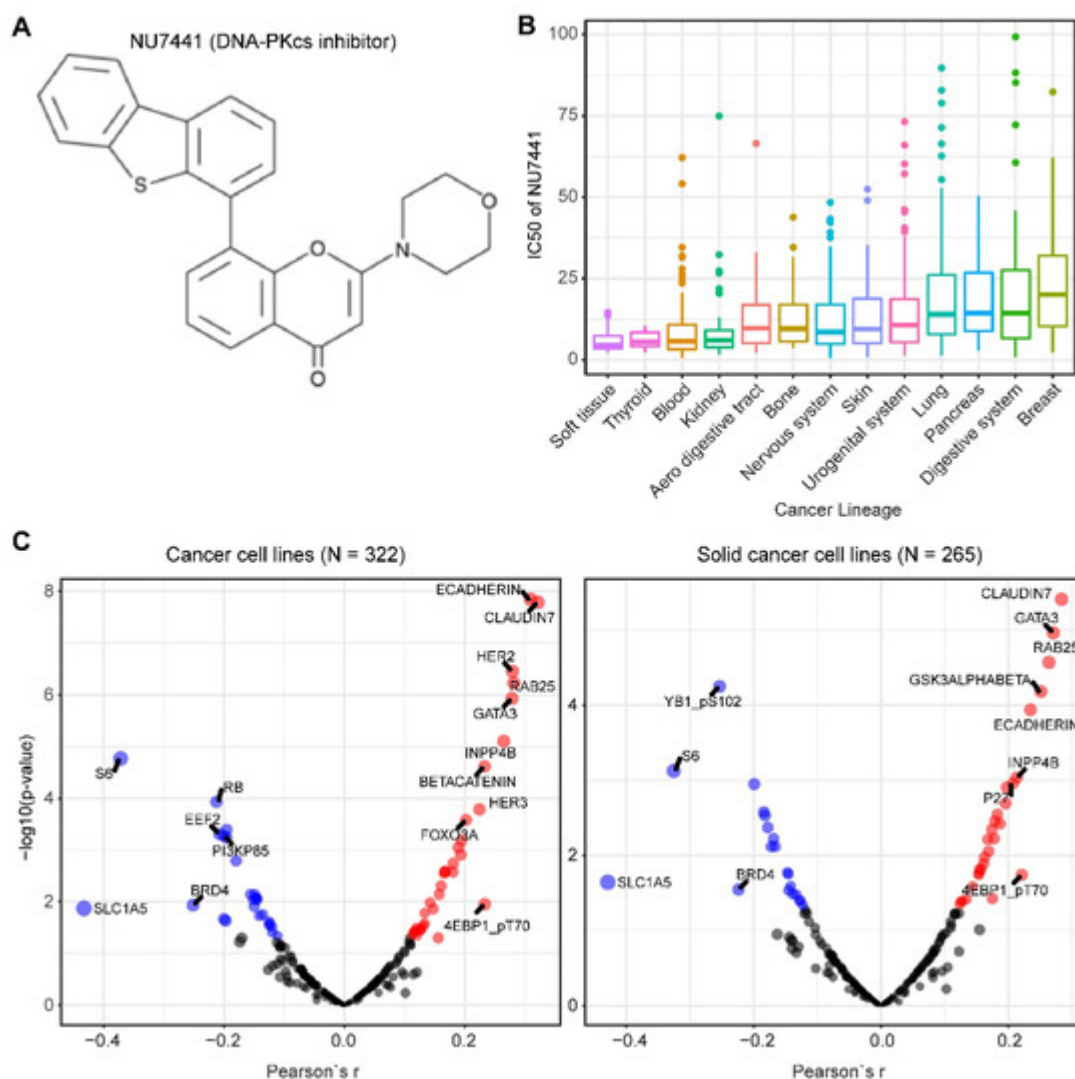 A
NU7441 (DNA-PKcs inhibitor)
S
O
N
O
O
B
IC50 of NU7441
100
75
50
25
0
Soft tissue
Thyroid
Blood
Kidney
Aero digestive tract
Bone
Nervous system
Skin
Urogenital system
Lung
Pancreas
Digestive system
Breast
Cancer Lineage
C
Cancer cell lines (N = 322)
−log10(p-value)
8
6
4
2
0
ECADHERIN
CLAUDIN7
HER2
RAB25
GATA3
INPP4B
BETACATENIN
HER3
FOXO3A
4EBP1_pT70
S6
RB
EEF2
PI3KP85
BRD4
SLC1A5
−0.4
−0.2
0.0
0.2
Pearson`s r
Solid cancer cell lines (N = 265)
4
2
0
CLAUDIN7
GATA3
RAB25
GSK3ALPHABETA
ECADHERIN
INPP4B
P27
4EBP1_pT70
YB1_pS102
S6
BRD4
SLC1A5
−0.4
−0.2
0.0
0.2
Pearson`s r